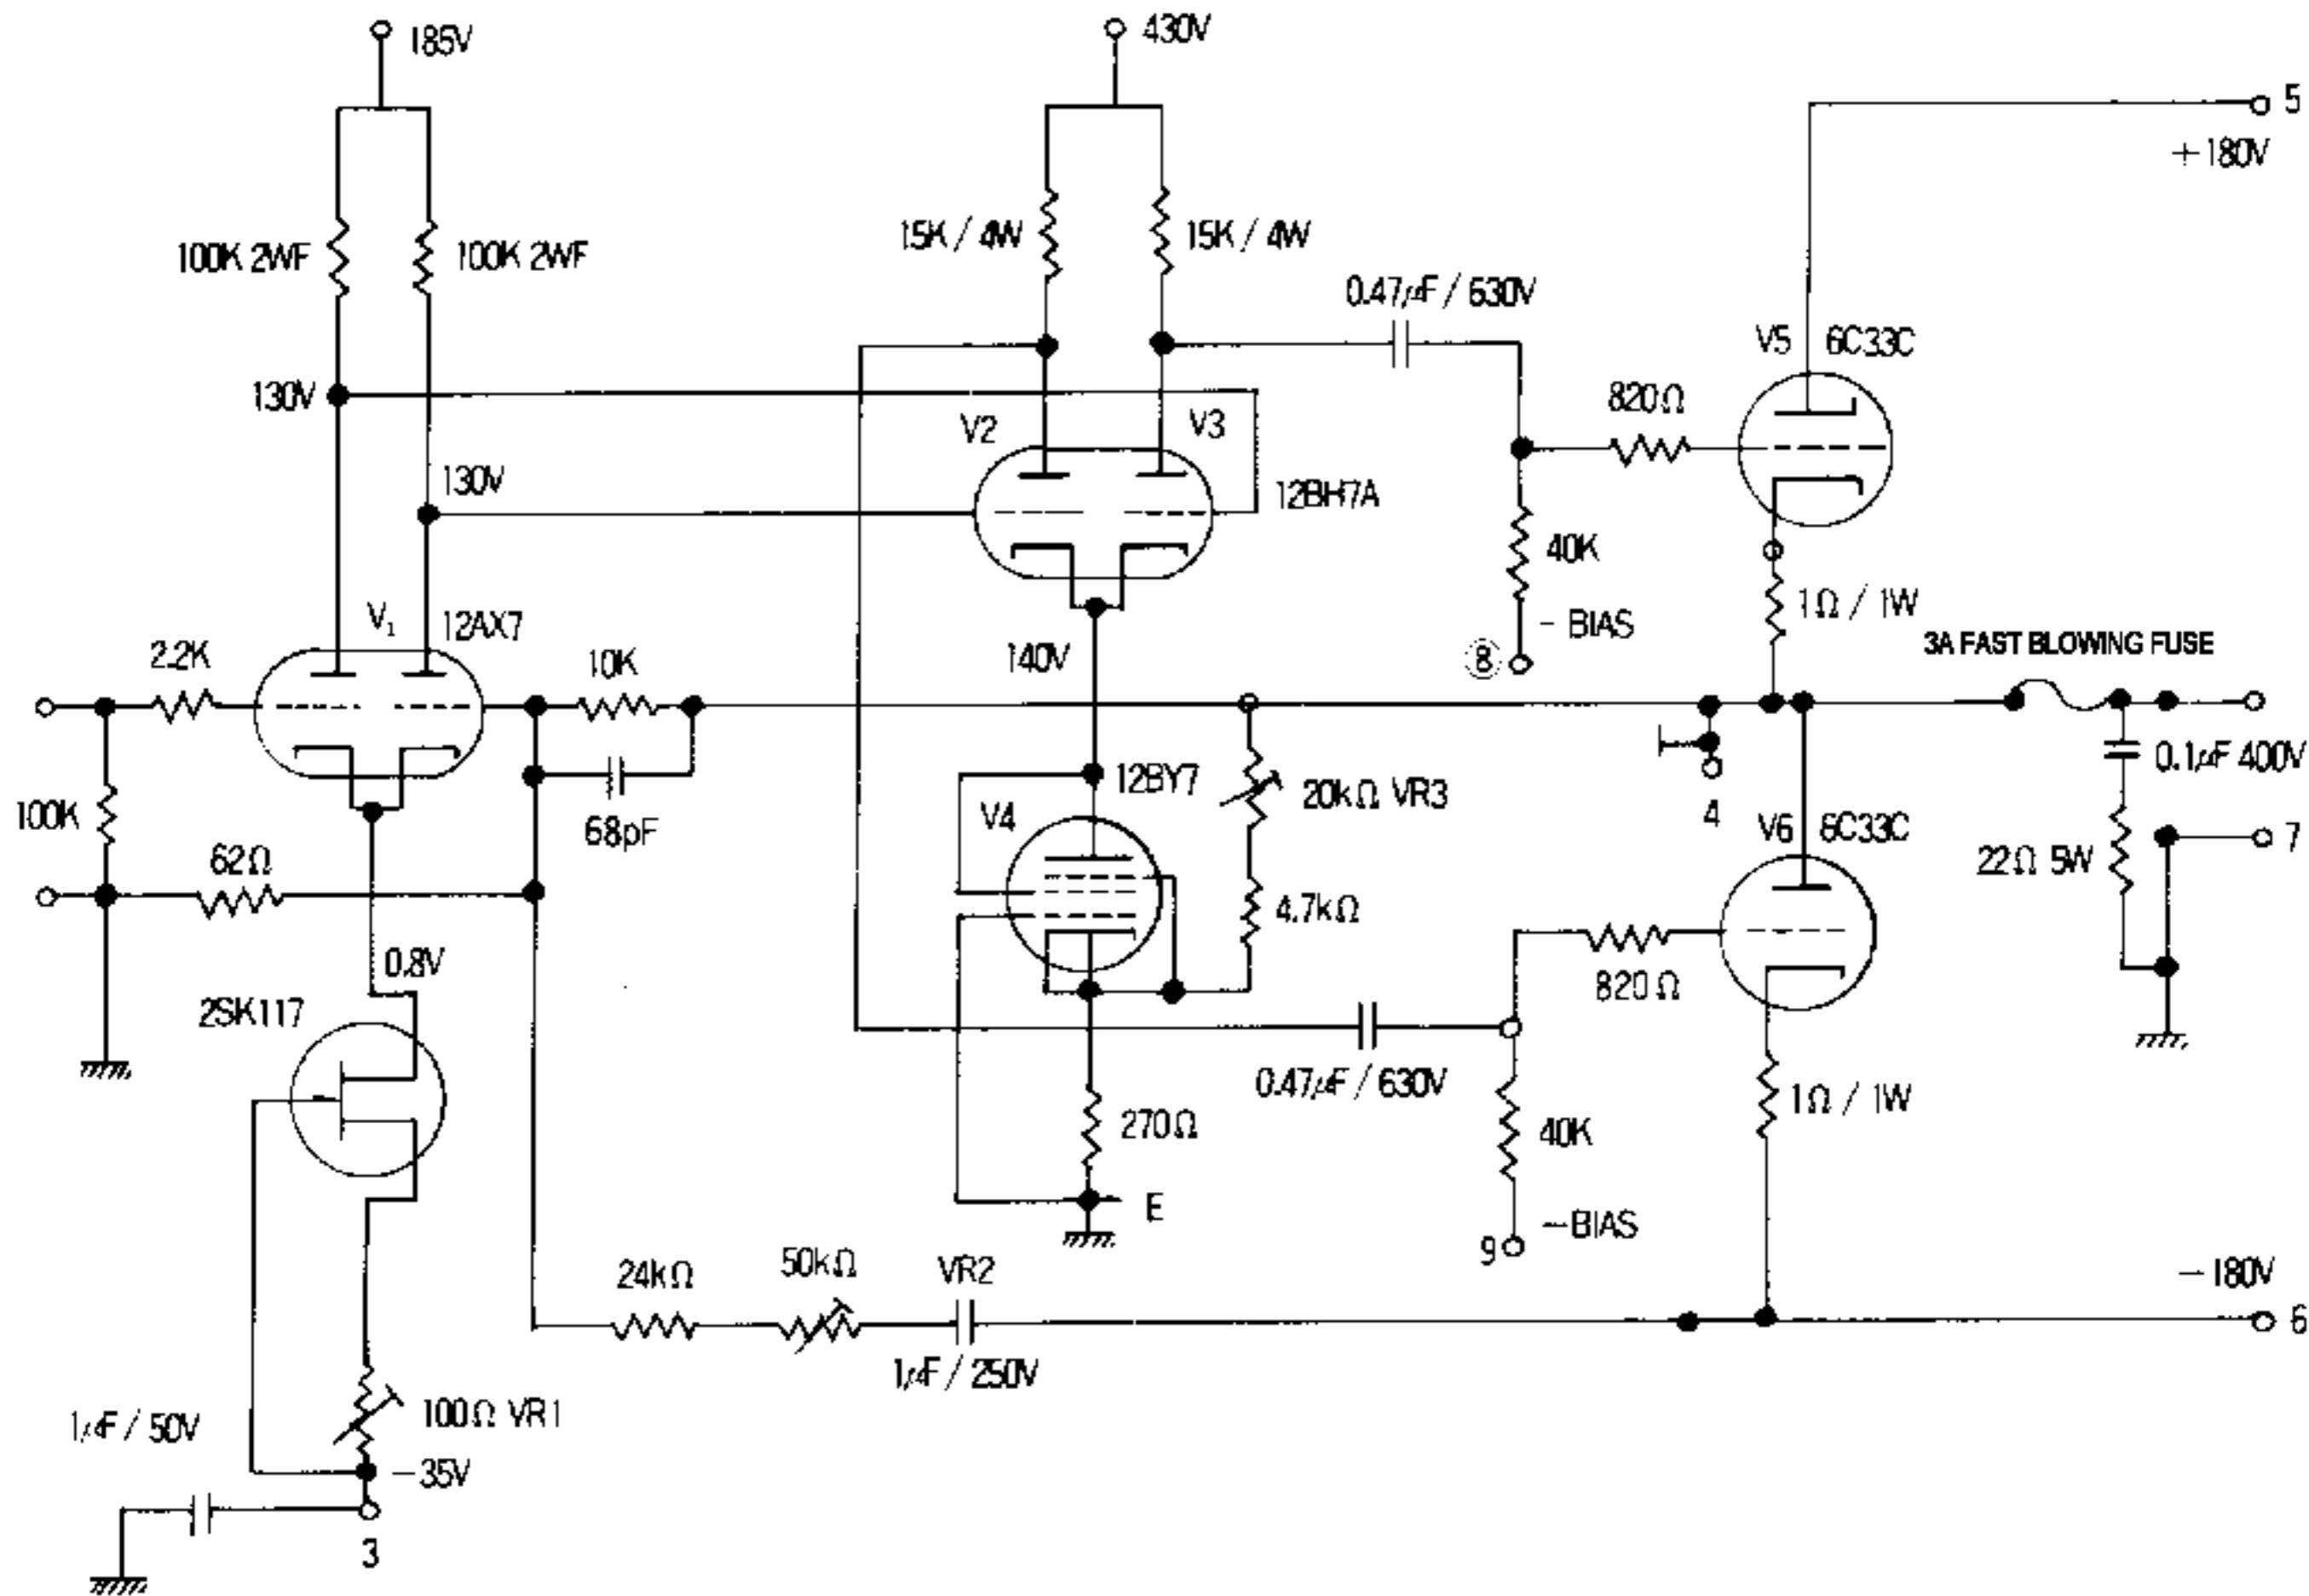 185V
430V
5
+180V
100K 2WF
100K 2WF
15K / 4W
15K / 4W
0.47μF / 630V
V5 6C33C
130V
820Ω
V2
V3
130V
12BH7A
40K
V1 12AX7
1Ω / 1W
- BIAS
2.2K
10K
140V
8
3A FAST BLOWING FUSE
12BY7
20kΩ VR3
0.1μF 400V
100K
68pF
V4
4
V6 6C33C
7
62Ω
22Ω 5W
4.7kΩ
0.8V
820Ω
2SK117
0.47μF / 630V
1Ω / 1W
270Ω
40K
E
-BIAS
9
24kΩ
50kΩ
VR2
-180V
6
1μF / 250V
1μF / 50V
100Ω VR1
-35V
3